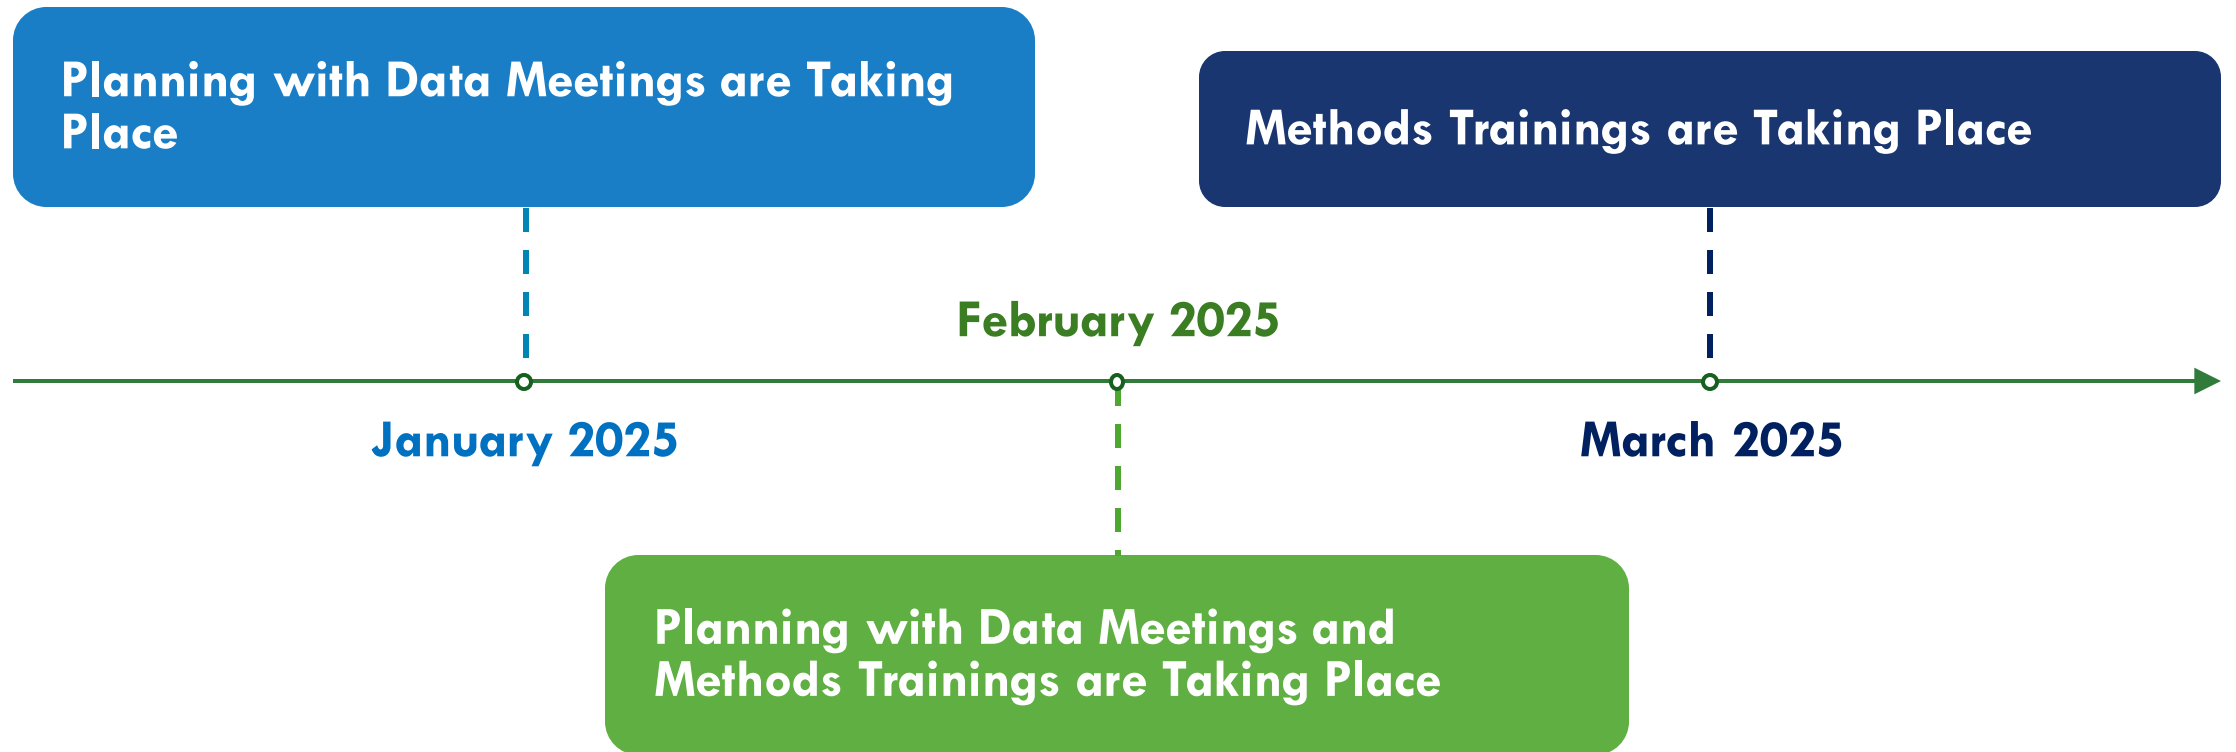 Planning with Data Meetings are Taking
Place
Methods Trainings are Taking Place
February 2025
January 2025
March 2025
Planning with Data Meetings and
Methods Trainings are Taking Place